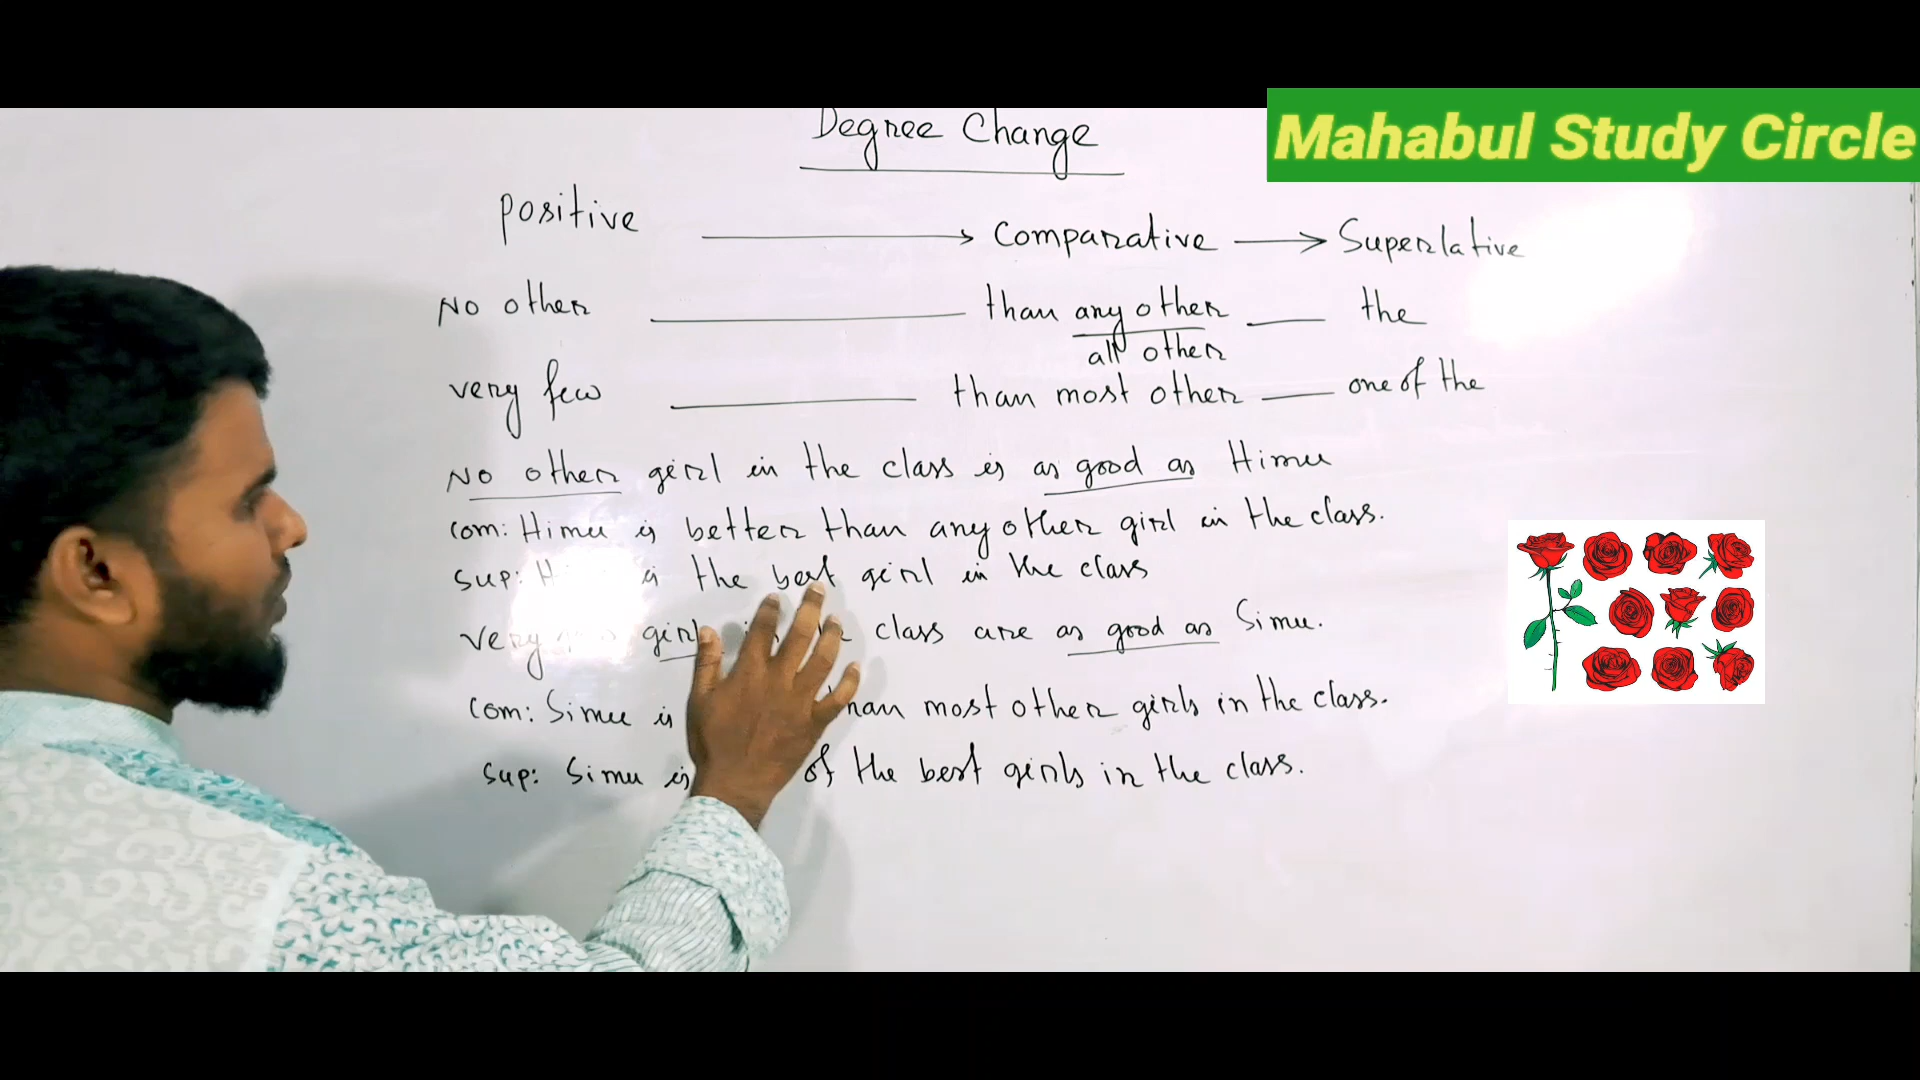 Degree Change
Mahabul Study Circle
positive → Comparative → Superlative
No other than any other the
all other
very few than most other one of the
No other girl in the class is as good as Himu
com: Himu is better than any other girl in the class.
sup: is the best girl in the class
very girls class are as good as Simu.
com: Simu is than most other girls in the class.
sup: Simu is of the best girls in the class.